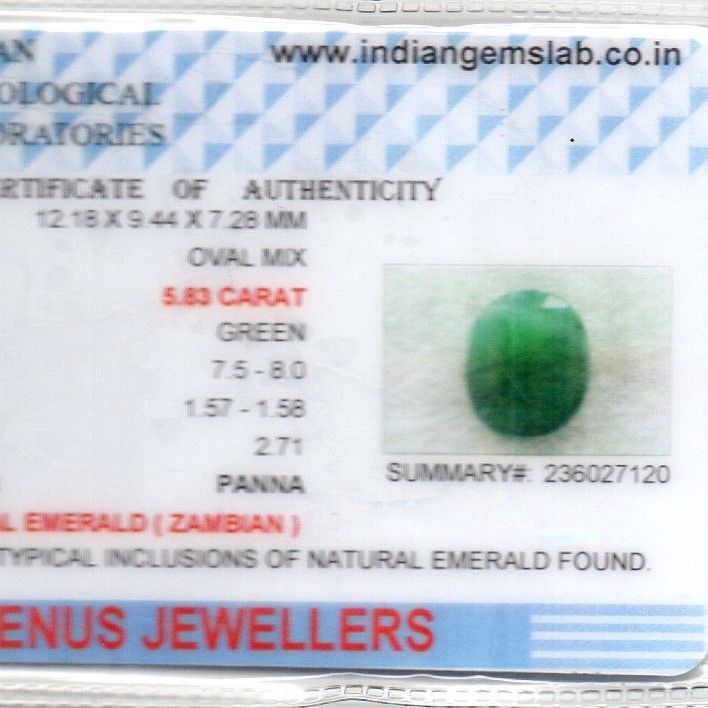 AN www.indiangemslab.co.in
OLOGICAL
ORATORIES
RTIFICATE OF AUTHENTICITY
12.18 X 9.44 X 7.28 MM
OVAL MIX
5.83 CARAT
GREEN
7.5 - 8.0
1.57 - 1.58
2.71
PANNA
SUMMARY#: 236027120
L EMERALD ( ZAMBIAN )
TYPICAL INCLUSIONS OF NATURAL EMERALD FOUND.
ENUS JEWELLERS